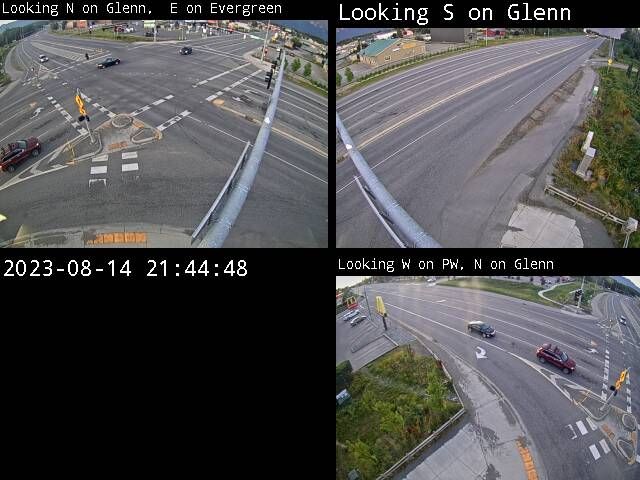 Looking N on Glenn, E on Evergreen
Looking S on Glenn
2023-08-14 21:44:48
Looking W on PW, N on Glenn